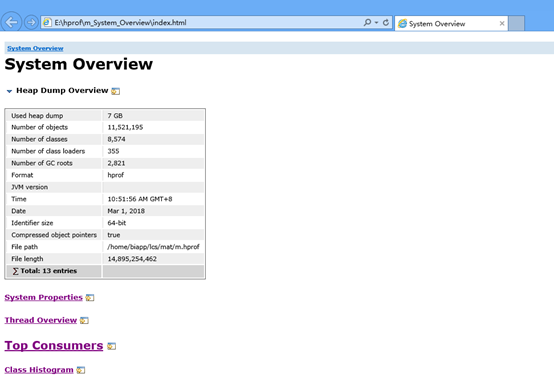 E:\hprof\m_System_Overview\index.html
System Overview
System Overview
System Overview
Heap Dump Overview
Used heap dump 7 GB
Number of objects 11,521,195
Number of classes 8,574
Number of class loaders 355
Number of GC roots 2,821
Format hprof
JVM version
Time 10:51:56 AM GMT+8
Date Mar 1, 2018
Identifier size 64-bit
Compressed object pointers true
File path /home/biapp/lcs/mat/m.hprof
File length 14,895,254,462
∑ Total: 13 entries
System Properties
Thread Overview
Top Consumers
Class Histogram